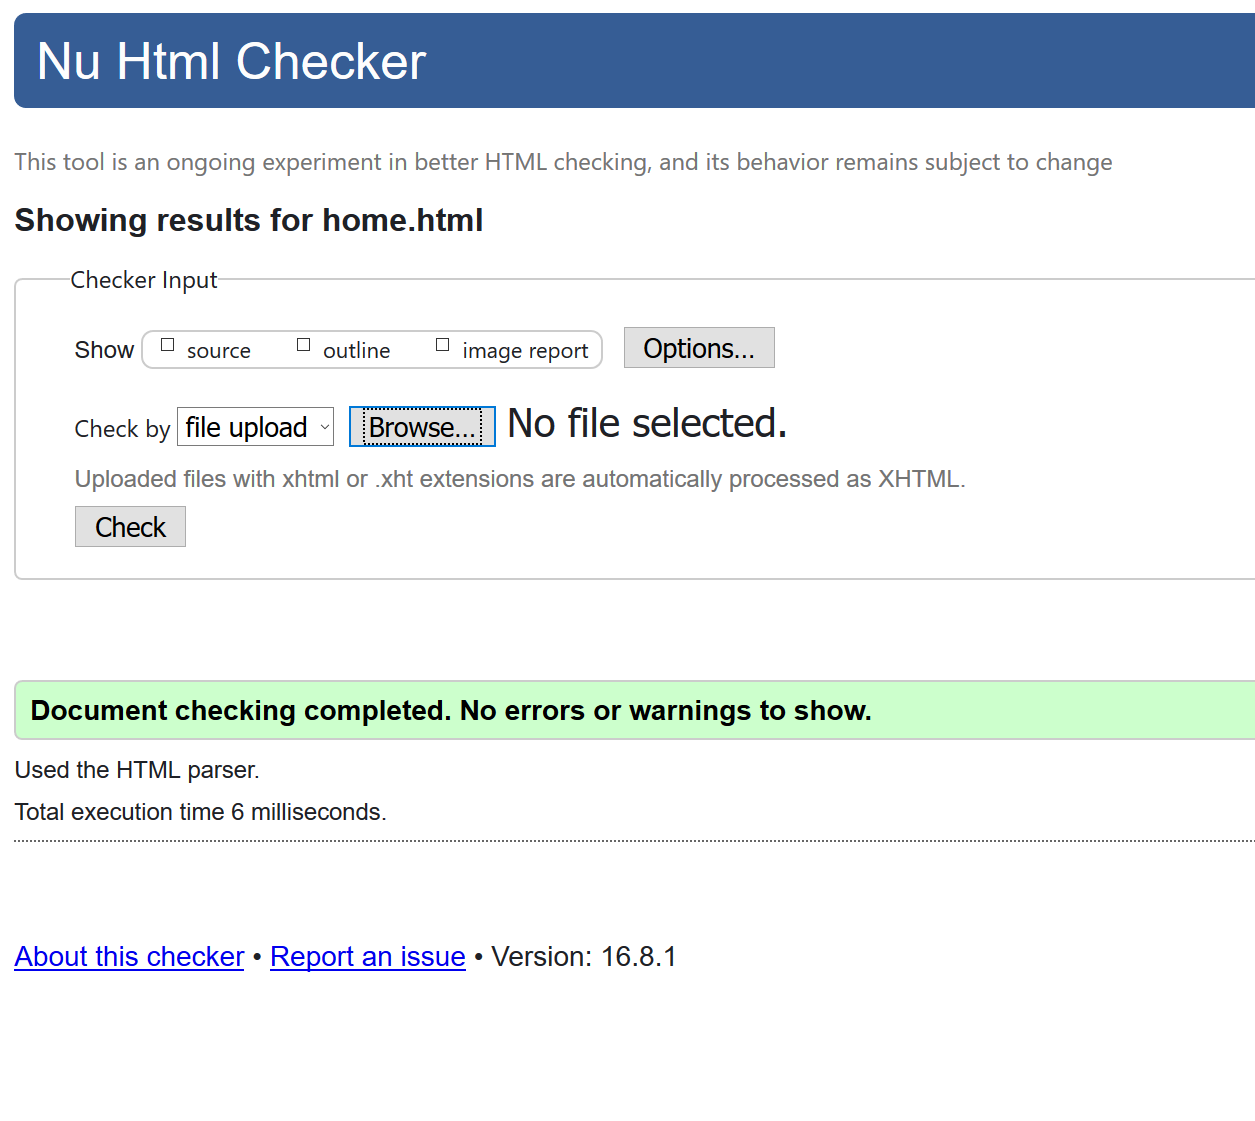 Nu Html Checker
This tool is an ongoing experiment in better HTML checking, and its behavior remains subject to change
Showing results for home.html
Checker Input
Show source outline image report Options...
Check by file upload Browse... No file selected.
Uploaded files with xhtml or .xht extensions are automatically processed as XHTML.
Check
Document checking completed. No errors or warnings to show.
Used the HTML parser.
Total execution time 6 milliseconds.
About this checker • Report an issue • Version: 16.8.1